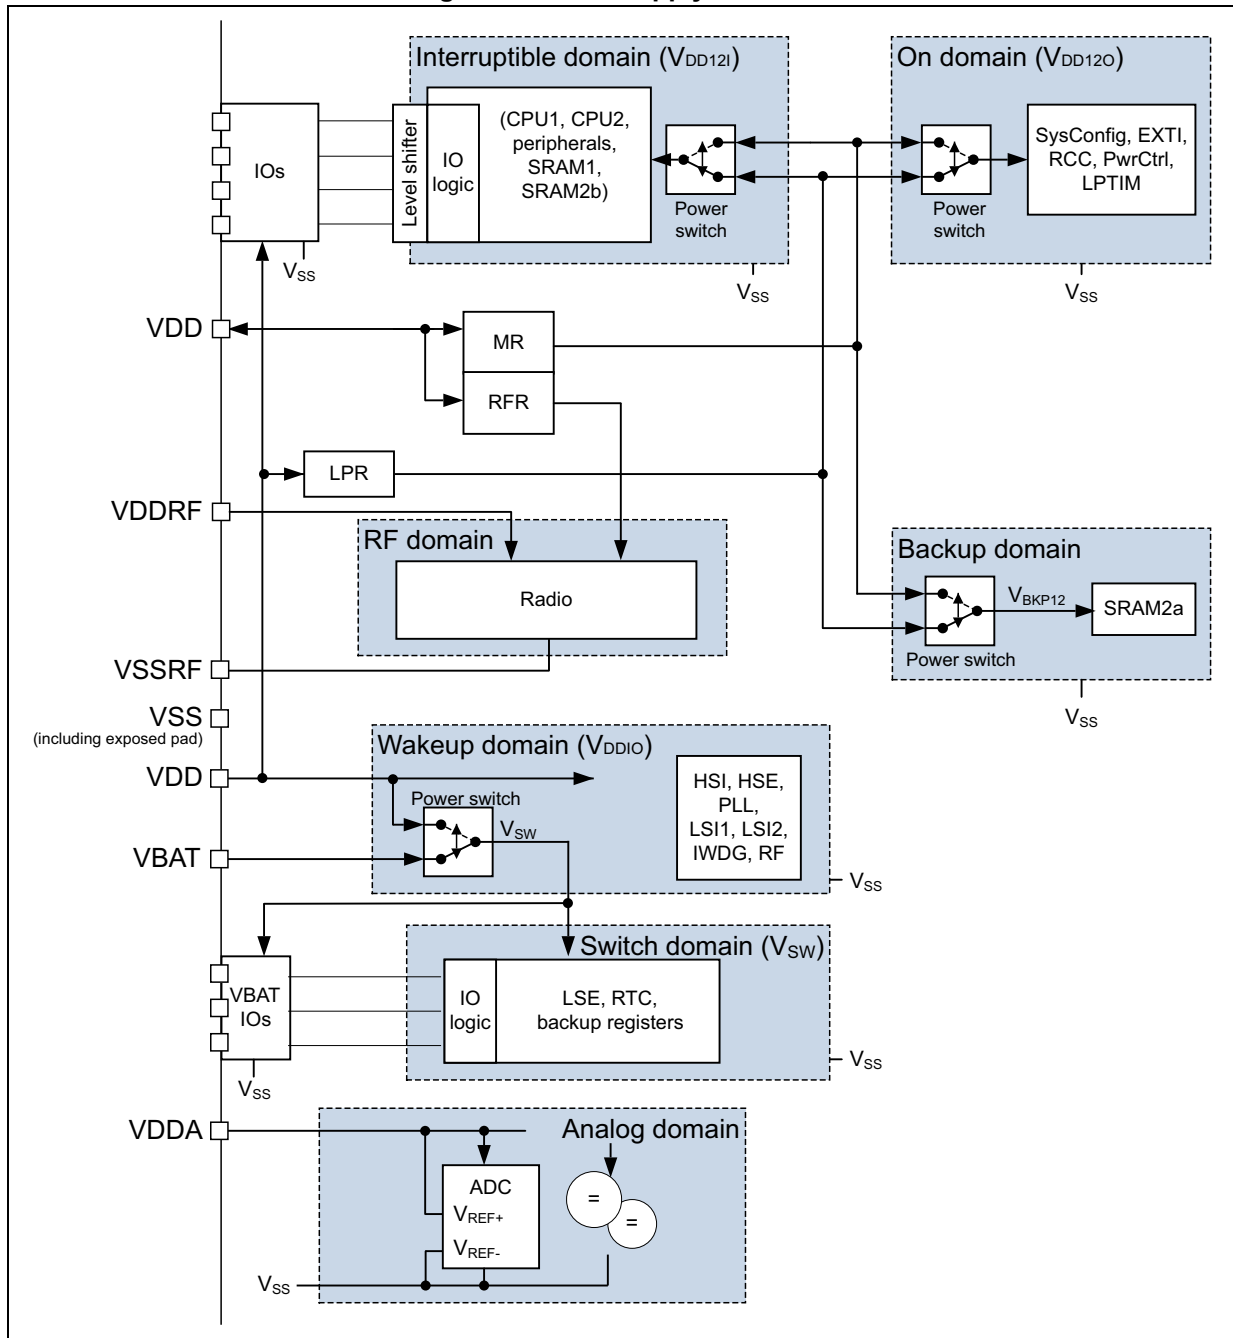 Interruptible domain (VDD12I)
On domain (VDD12O)
IOs
Level shifter
IO
logic
(CPU1, CPU2,
peripherals,
SRAM1,
SRAM2b)
Power
switch
Power
switch
SysConfig, EXTI,
RCC, PwrCtrl,
LPTIM
VSS
VSS
VSS
VDD
MR
RFR
LPR
VDDRF
RF domain
Radio
Backup domain
VBKP12
SRAM2a
Power switch
VSS
VSSRF
VSS
(including exposed pad)
Wakeup domain (VDDIO)
VDD
Power switch
VSW
HSI, HSE,
PLL,
LSI1, LSI2,
IWDG, RF
VBAT
VSS
Switch domain (VSW)
VBAT
IOs
IO
logic
LSE, RTC,
backup registers
VSS
VSS
VDDA
Analog domain
ADC
VREF+
VREF-
=
=
VSS